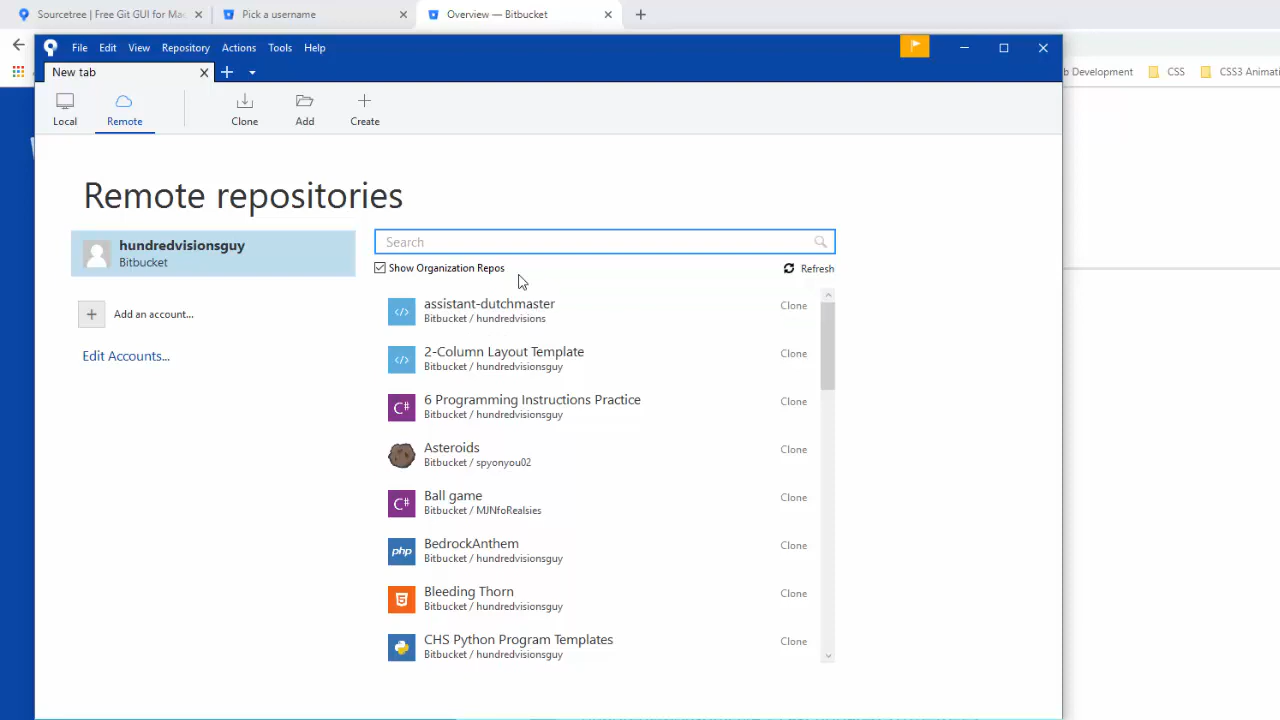 Sourcetree | Free Git GUI for Ma
Pick a username
Overview — Bitbucket
File Edit View Repository Actions Tools Help
New tab
b Development
CSS
CSS3 Animati
Local
Remote
Clone
Add
Create
Remote repositories
hundredvisionsguy
Bitbucket
Add an account...
Edit Accounts...
Search
Show Organization Repos
Refresh
assistant-dutchmaster
Bitbucket / hundredvisions
Clone
2-Column Layout Template
Bitbucket / hundredvisionsguy
Clone
C#
6 Programming Instructions Practice
Bitbucket / hundredvisionsguy
Clone
Asteroids
Bitbucket / spyonyou02
Clone
C#
Ball game
Bitbucket / MJNfoRealsies
Clone
php
BedrockAnthem
Bitbucket / hundredvisionsguy
Clone
Bleeding Thorn
Bitbucket / hundredvisionsguy
Clone
CHS Python Program Templates
Bitbucket / hundredvisionsguy
Clone